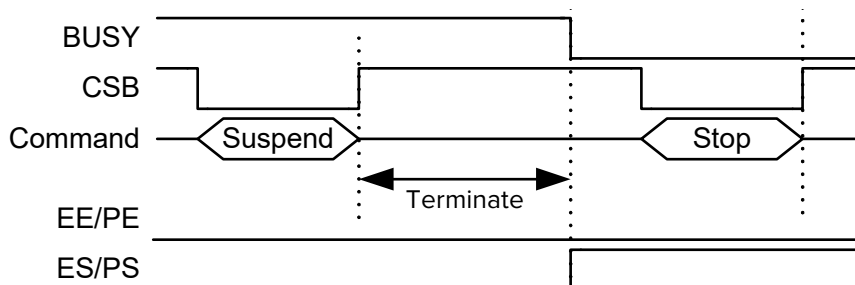 BUSY
CSB
Command
Suspend
Stop
Terminate
EE/PE
ES/PS